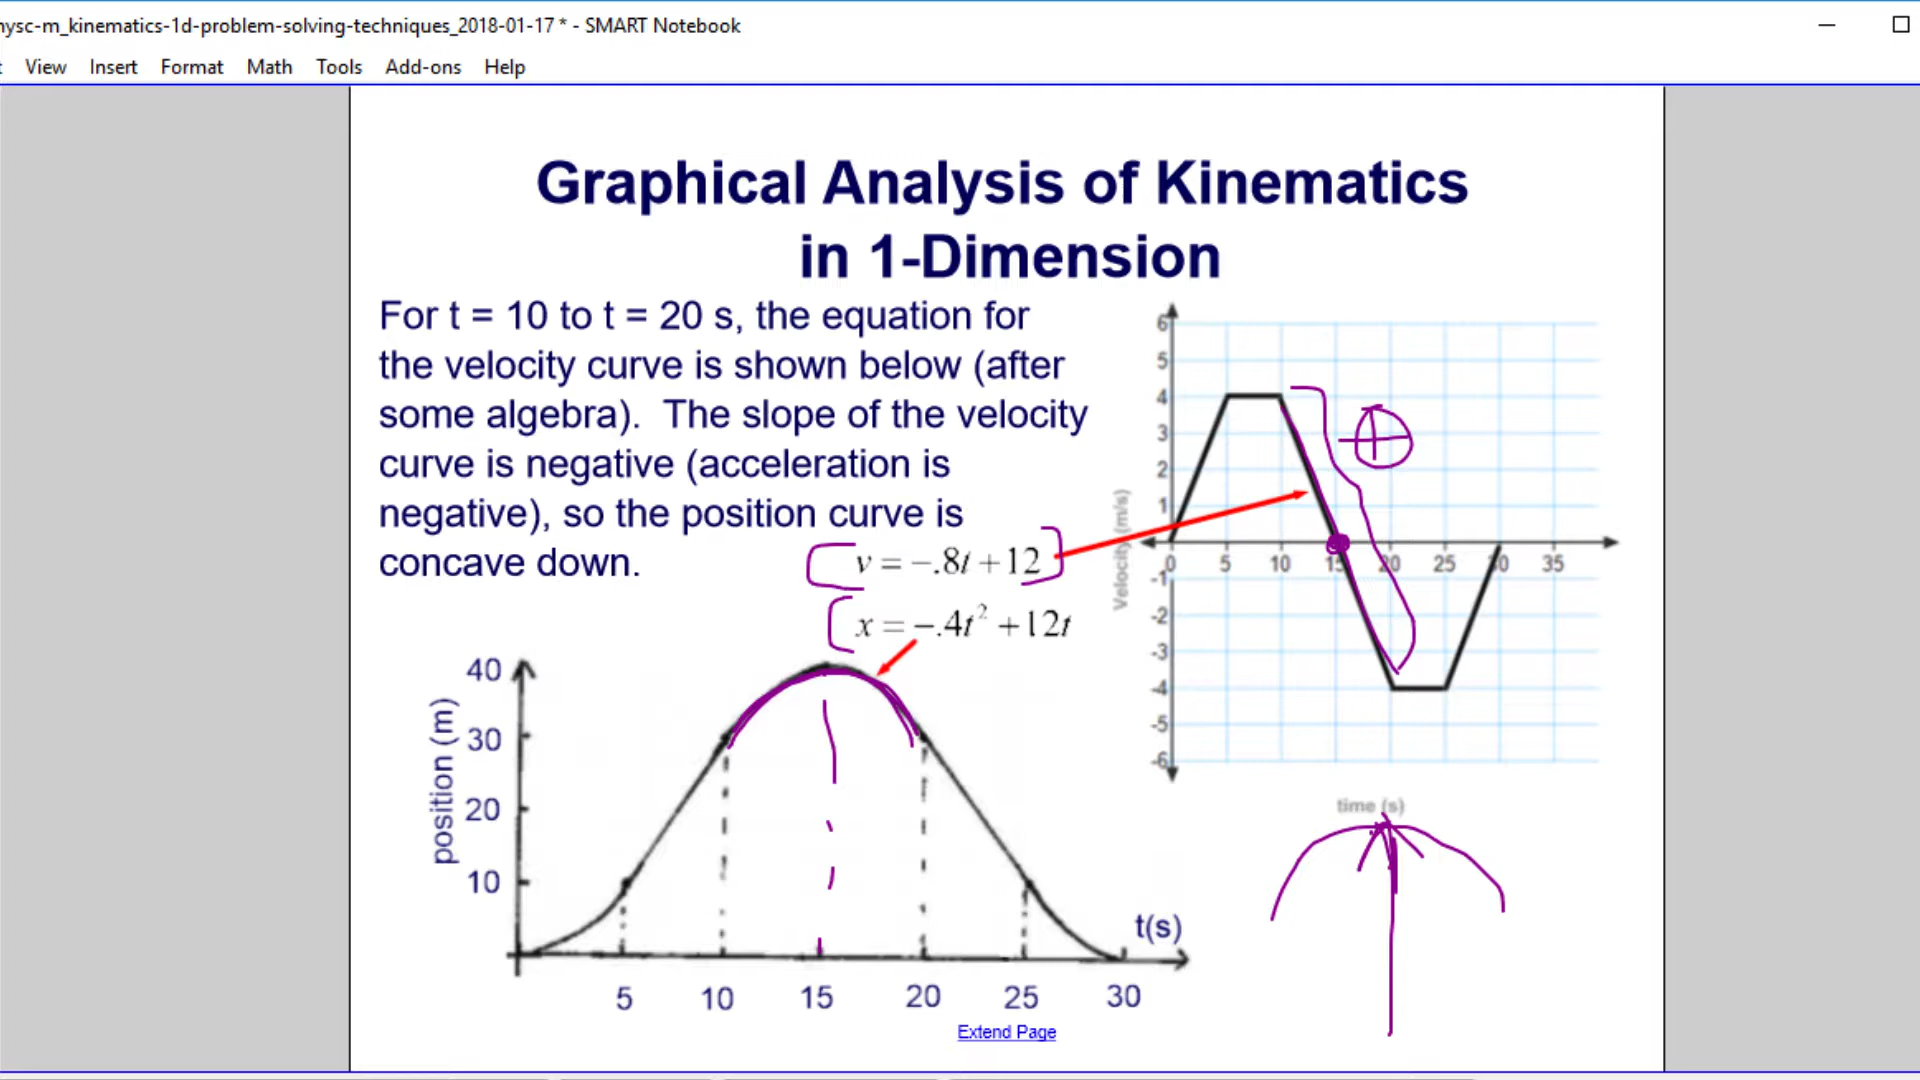 nysc-m_kinematics-1d-problem-solving-techniques_2018-01-17 * - SMART Notebook
View Insert Format Math Tools Add-ons Help
Graphical Analysis of Kinematics
in 1-Dimension
For t = 10 to t = 20 s, the equation for
the velocity curve is shown below (after
some algebra). The slope of the velocity
curve is negative (acceleration is
negative), so the position curve is
concave down.
v = -.8t + 12
x = -.4t² + 12t
6
5
4
3
2
1
0 5 10 15 20 25 30 35
-1
-2
-3
-4
-5
-6
Velocity (m/s)
time (s)
40
30
20
10
position (m)
t(s)
5 10 15 20 25 30
Extend Page